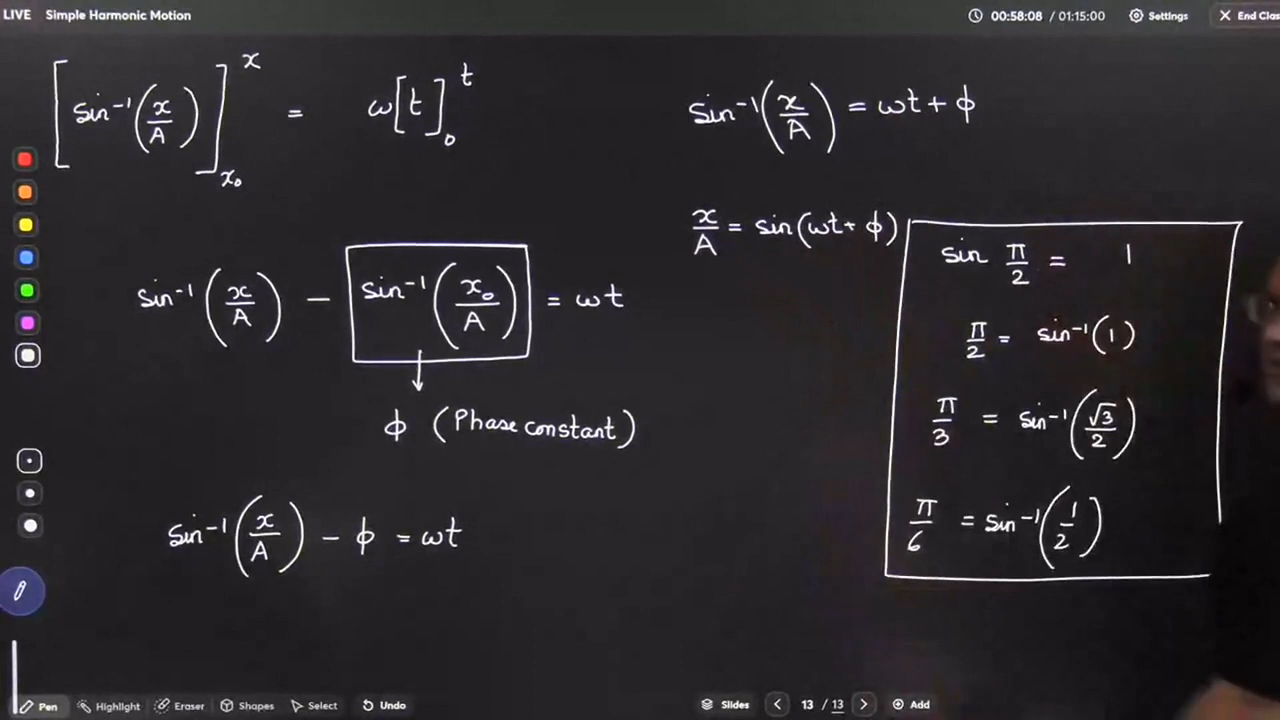 LIVE Simple Harmonic Motion 00:58:08 / 01:15:00 Settings End Clas
[sin⁻¹(x/A)]ₓ₀ˣ = ω[t]₀ᵗ
sin⁻¹(x/A) − sin⁻¹(x₀/A) = ωt
ϕ (Phase constant)
sin⁻¹(x/A) − ϕ = ωt
sin⁻¹(x/A) = ωt + ϕ
x/A = sin(ωt + ϕ)
sin π/2 = 1
π/2 = sin⁻¹(1)
π/3 = sin⁻¹(√3/2)
π/6 = sin⁻¹(1/2)
Pen Highlight Eraser Shapes Select Undo Slides 13 / 13 Add